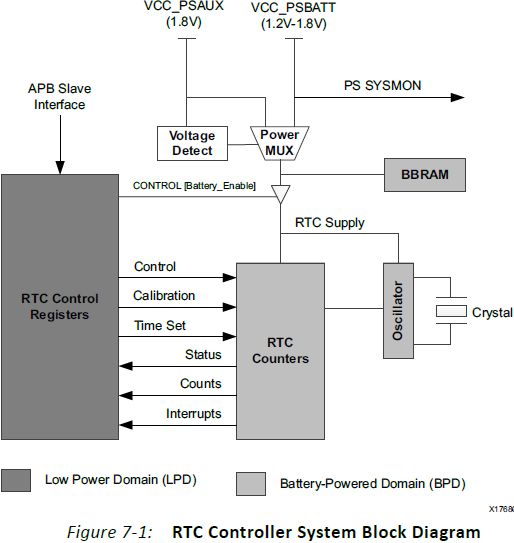 VCC_PSAUX
(1.8V)
VCC_PSBATT
(1.2V-1.8V)
APB Slave
Interface
PS SYSMON
Voltage
Detect
Power
MUX
BBRAM
CONTROL [Battery_Enable]
RTC Supply
RTC Control
Registers
Control
Calibration
Time Set
Status
Counts
Interrupts
RTC
Counters
Oscillator
Crystal
Low Power Domain (LPD)
Battery-Powered Domain (BPD)
Figure 7-1: RTC Controller System Block Diagram